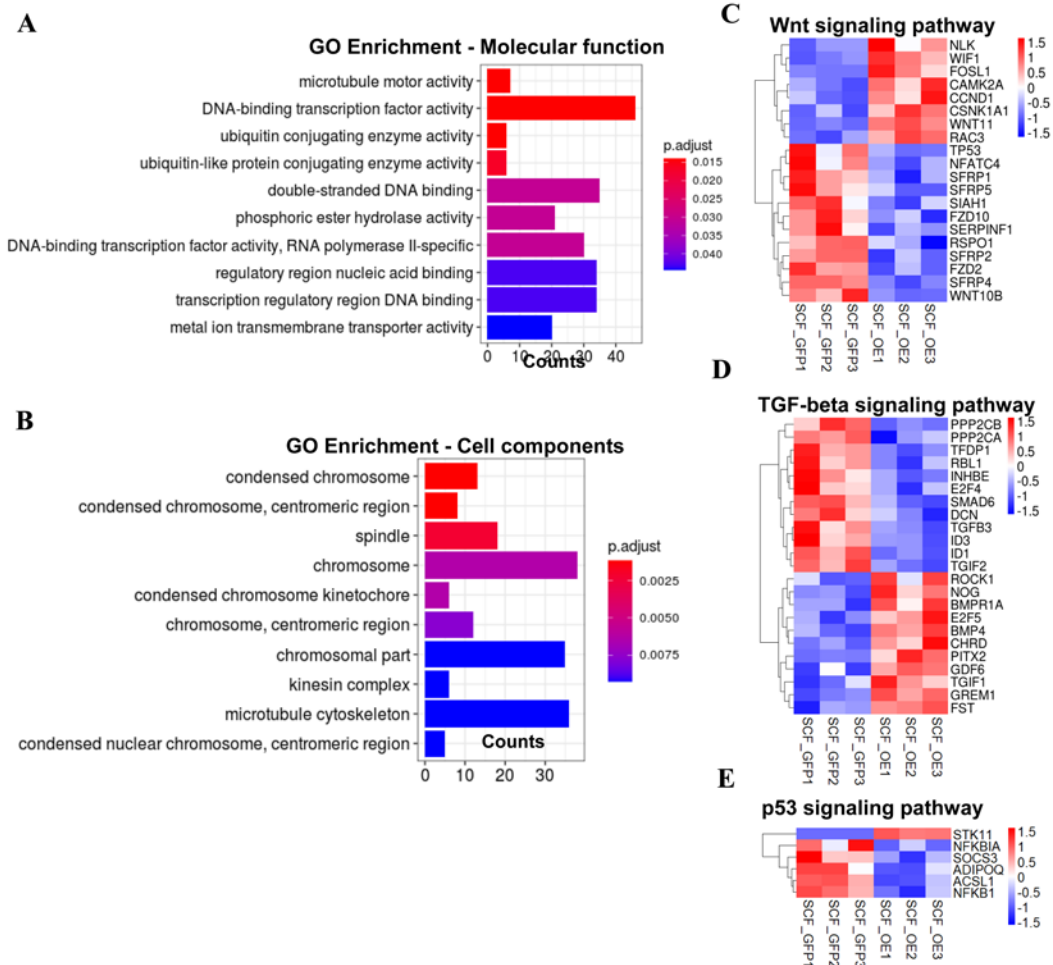 A
GO Enrichment - Molecular function
microtubule motor activity
DNA-binding transcription factor activity
ubiquitin conjugating enzyme activity
ubiquitin-like protein conjugating enzyme activity
double-stranded DNA binding
phosphoric ester hydrolase activity
DNA-binding transcription factor activity, RNA polymerase II-specific
regulatory region nucleic acid binding
transcription regulatory region DNA binding
metal ion transmembrane transporter activity
0 10 20 30 40
Counts
p.adjust
0.015
0.020
0.025
0.030
0.035
0.040
B
GO Enrichment - Cell components
condensed chromosome
condensed chromosome, centromeric region
spindle
chromosome
condensed chromosome kinetochore
chromosome, centromeric region
chromosomal part
kinesin complex
microtubule cytoskeleton
condensed nuclear chromosome, centromeric region
Counts
0 10 20 30
p.adjust
0.0025
0.0050
0.0075
C
Wnt signaling pathway
NLK
WIF1
FOSL1
CAMK2A
CCND1
CSNK1A1
WNT11
RAC3
TP53
NFATC4
SFRP1
SFRP5
SIAH1
FZD10
SERPINF1
RSPO1
SFRP2
FZD2
SFRP4
WNT10B
SCF_GFP1
SCF_GFP2
SCF_GFP3
SCF_OE1
SCF_OE2
SCF_OE3
1.5
1
0.5
0
-0.5
-1
-1.5
D
TGF-beta signaling pathway
PPP2CB
PPP2CA
TFDP1
RBL1
INHBE
E2F4
SMAD6
DCN
TGFB3
ID3
ID1
TGIF2
ROCK1
NOG
BMPR1A
E2F5
BMP4
CHRD
PITX2
GDF6
TGIF1
GREM1
FST
SCF_GFP1
SCF_GFP2
SCF_GFP3
SCF_OE1
SCF_OE2
SCF_OE3
1.5
1
0.5
0
-0.5
-1
-1.5
E
p53 signaling pathway
STK11
NFKBIA
SOCS3
ADIPOQ
ACSL1
NFKB1
SCF_GFP1
SCF_GFP2
SCF_GFP3
SCF_OE1
SCF_OE2
SCF_OE3
1.5
1
0.5
0
-0.5
-1
-1.5